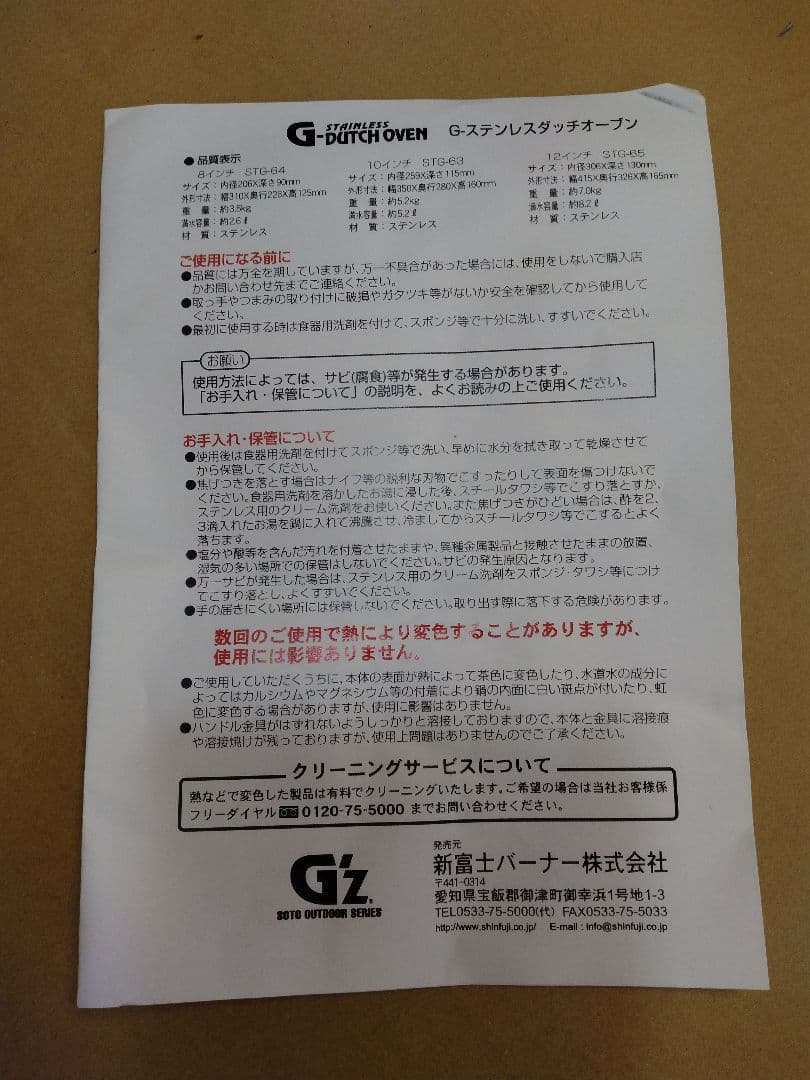 STAINLESS
G-DUTCH OVEN G-ステンレスダッチオーブン
●品質表示
8インチ STG-64
サイズ：内径206X深さ90mm
外形寸法：幅310X奥行228X高125mm
重 量：約3.5kg
満水容量：約2.6ℓ
材 質：ステンレス
10インチ STG-63
サイズ：内径259X深さ115mm
外形寸法：幅350X奥行280X高160mm
重 量：約5.2kg
満水容量：約5.2ℓ
材 質：ステンレス
12インチ STG-65
サイズ：内径306X深さ130mm
外形寸法：幅415X奥行326X高165mm
重 量：約7.0kg
満水容量：約8.2ℓ
材 質：ステンレス
ご使用になる前に
●品質には万全を期していますが、万一不具合があった場合には、使用をしないで購入店
かお問い合わせ先までご連絡ください。
●取っ手やつまみの取り付けに破損やガタツキ等がないか安全を確認してから使用して
ください。
●最初に使用する時は食器用洗剤を付けて、スポンジ等で十分に洗い、すすいでください。
お願い
使用方法によっては、サビ(腐食)等が発生する場合があります。
「お手入れ・保管について」の説明を、よくお読みの上ご使用ください。
お手入れ・保管について
●使用後は食器用洗剤を付けてスポンジ等で洗い、早めに水分を拭き取って乾燥させて
から保管してください。
●焦げつきを落とす場合はナイフ等の鋭利な刃物でこすったりして表面を傷つけないで
ください。食器用洗剤を溶かしたお湯に浸した後、スチールタワシ等でこすり落とすか、
ステンレス用のクリーム洗剤をお使いください。また焦げつきがひどい場合は、酢を2、
3滴入れたお湯を鍋に入れて沸騰させ、冷ましてからスチールタワシ等でこするとよく
落ちます。
●塩分や酸等を含んだ汚れを付着させたままや、異種金属製品と接触させたままの放置、
湿気の多い場所での保管はしないでください。サビの発生原因となります。
●万一サビが発生した場合は、ステンレス用のクリーム洗剤をスポンジ・タワシ等につけ
てこすり落とし、よくすすいでください。
●手の届きにくい場所には保管しないでください。取り出す際に落下する危険があります。
数回のご使用で熱により変色することがありますが、
使用には影響ありません。
●ご使用していただくうちに、本体の表面が熱によって茶色に変色したり、水道水の成分に
よってはカルシウムやマグネシウム等の付着により鍋の内面に白い斑点が付いたり、虹
色に変色する場合がありますが、使用に影響はありません。
●ハンドル金具がはずれないようしっかりと溶接しておりますので、本体と金具に溶接痕
や溶接焼けが残っておりますが、使用上問題はありませんのでご了承ください。
クリーニングサービスについて
熱などで変色した製品は有料でクリーニングいたします。ご希望の場合は当社お客様係
フリーダイヤル 0120-75-5000 までお問い合わせください。
G'z
SOTO OUTDOOR SERIES
発売元
新富士バーナー株式会社
〒441-0314
愛知県宝飯郡御津町御幸浜1号地1-3
TEL0533-75-5000(代) FAX0533-75-5033
http://www.shinfuji.co.jp/ E-mail : info@shinfuji.co.jp